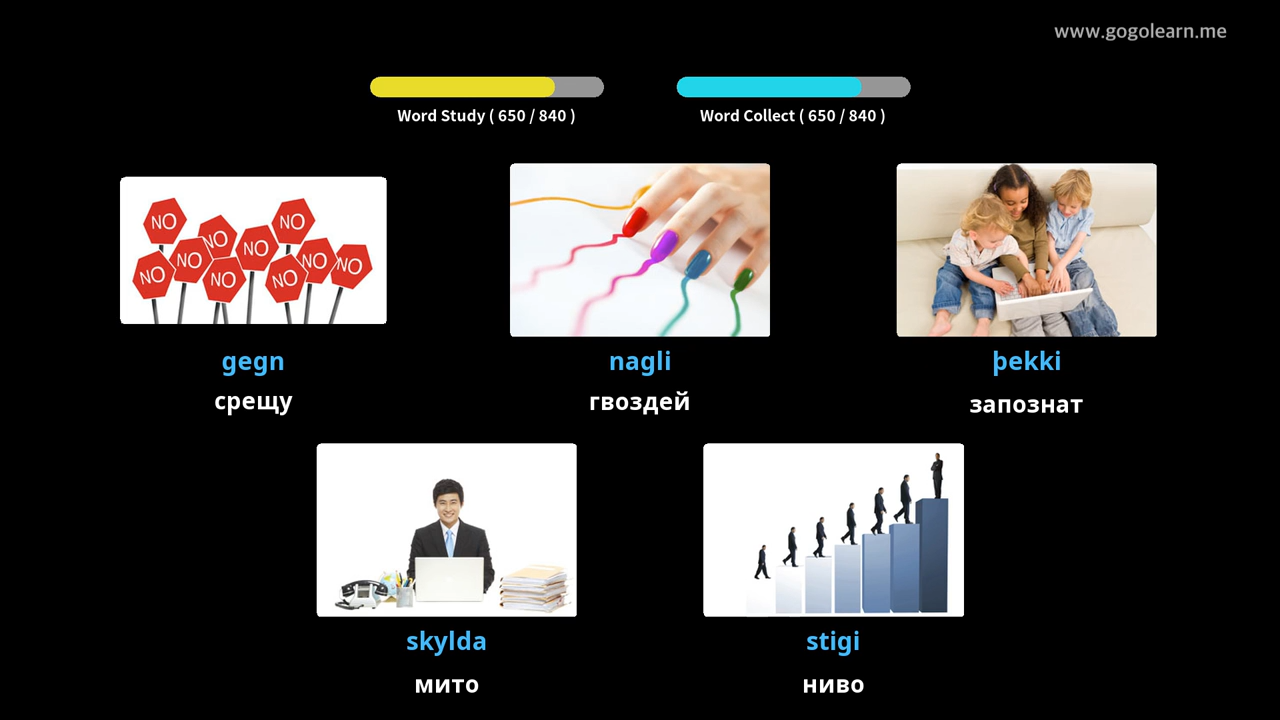 www.gogolearn.me
Word Study ( 650 / 840 )
Word Collect ( 650 / 840 )
NO
NO
NO
NO
NO
NO
NO
NO
NO
NO
gegn
nagli
þekki
срещу
гвоздей
запознат
skylda
stigi
мито
ниво